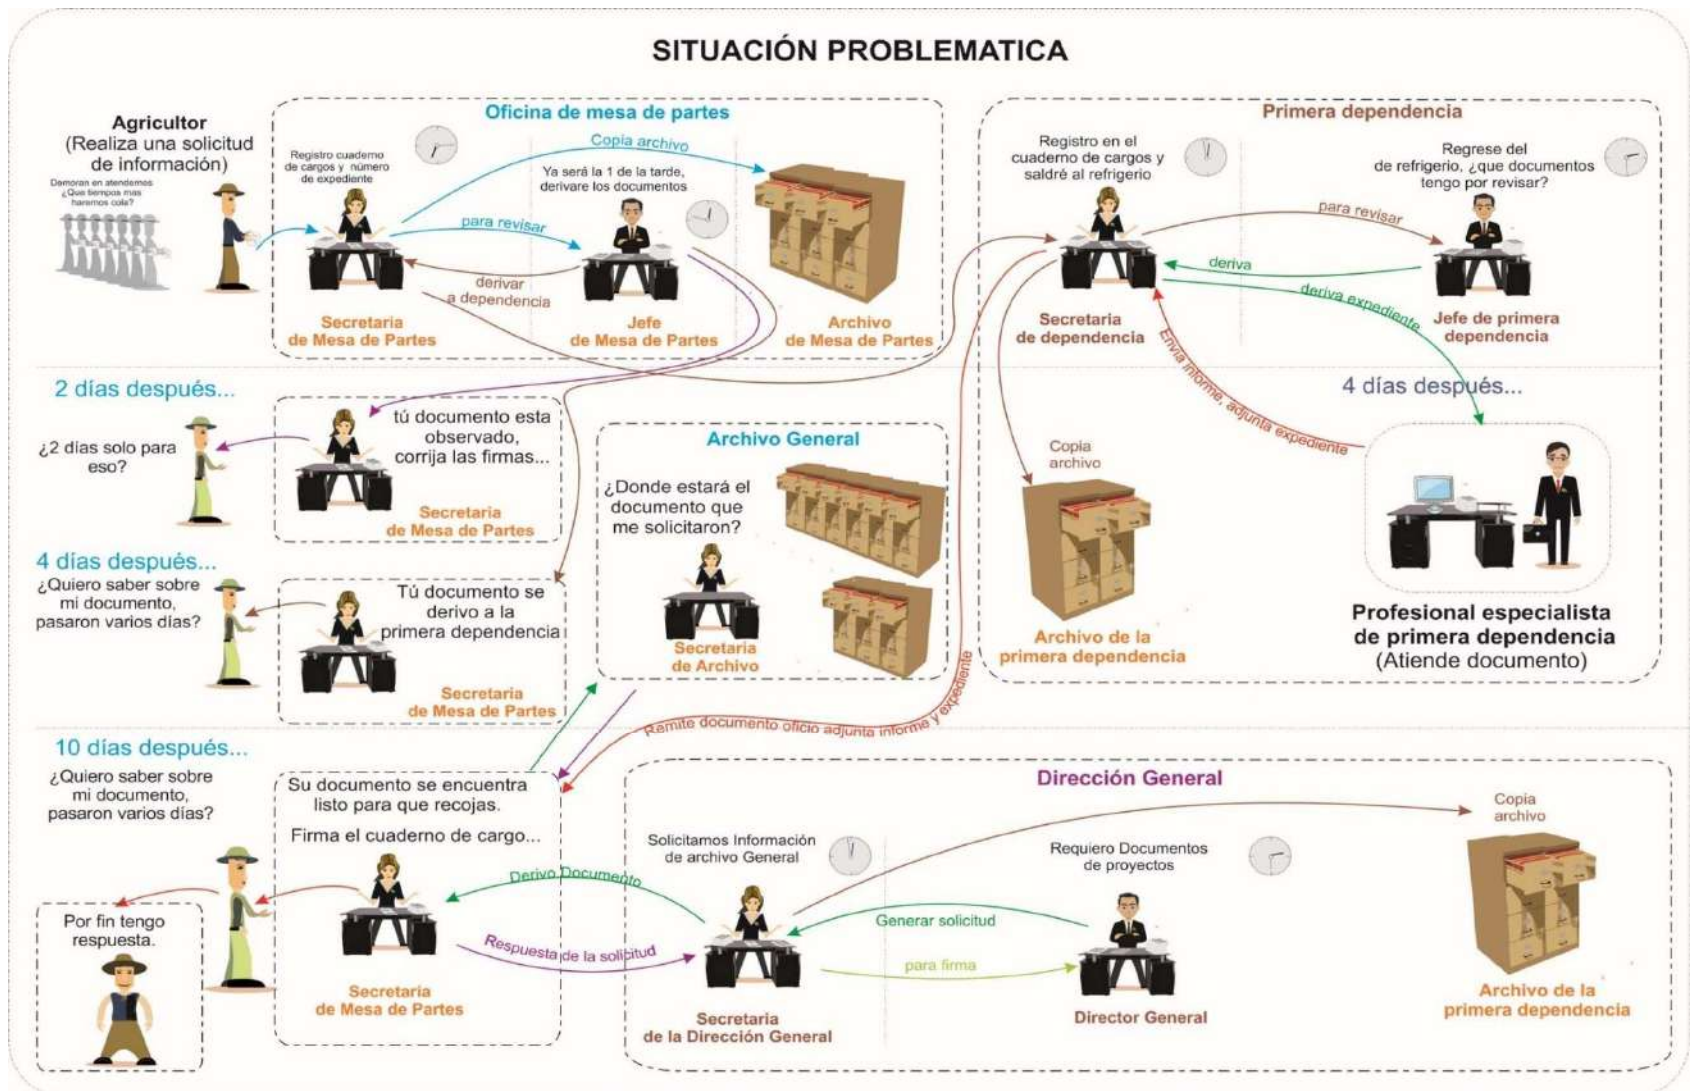 SITUACIÓN PROBLEMATICA
Agricultor
(Realiza una solicitud
de información)
Demoran en atendernos
¿Que tiempos mas
haremos cola?
Oficina de mesa de partes
Registro cuaderno
de cargos y número
de expediente
Copia archivo
Ya será la 1 de la tarde,
derivare los documentos
para revisar
derivar
a dependencia
Secretaria
de Mesa de Partes
Jefe
de Mesa de Partes
Archivo
de Mesa de Partes
Primera dependencia
Registro en el
cuaderno de cargos y
saldré al refrigerio
Regrese del
de refrigerio, ¿que documentos
tengo por revisar?
para revisar
deriva
deriva expediente
Secretaria
de dependencia
Jefe de primera
dependencia
Envia informe, adjunta expediente
4 días después...
Copia
archivo
Archivo de la
primera dependencia
Profesional especialista
de primera dependencia
(Atiende documento)
2 días después...
¿2 días solo para
eso?
tú documento esta
observado,
corrija las firmas...
Secretaria
de Mesa de Partes
4 días después...
¿Quiero saber sobre
mi documento,
pasaron varios días?
Tú documento se
derivo a la
primera dependencia
Secretaria
de Mesa de Partes
Archivo General
¿Donde estará el
documento que
me solicitaron?
Secretaria
de Archivo
Remite documento oficio adjunta informe y expediente
10 días después...
¿Quiero saber sobre
mi documento,
pasaron varios días?
Su documento se encuentra
listo para que recojas.
Firma el cuaderno de cargo...
Por fin tengo
respuesta.
Secretaria
de Mesa de Partes
Derivo Documento
Respuesta de la solicitud
Dirección General
Solicitamos Información
de archivo General
Requiero Documentos
de proyectos
Generar solicitud
para firma
Secretaria
de la Dirección General
Director General
Copia
archivo
Archivo de la
primera dependencia